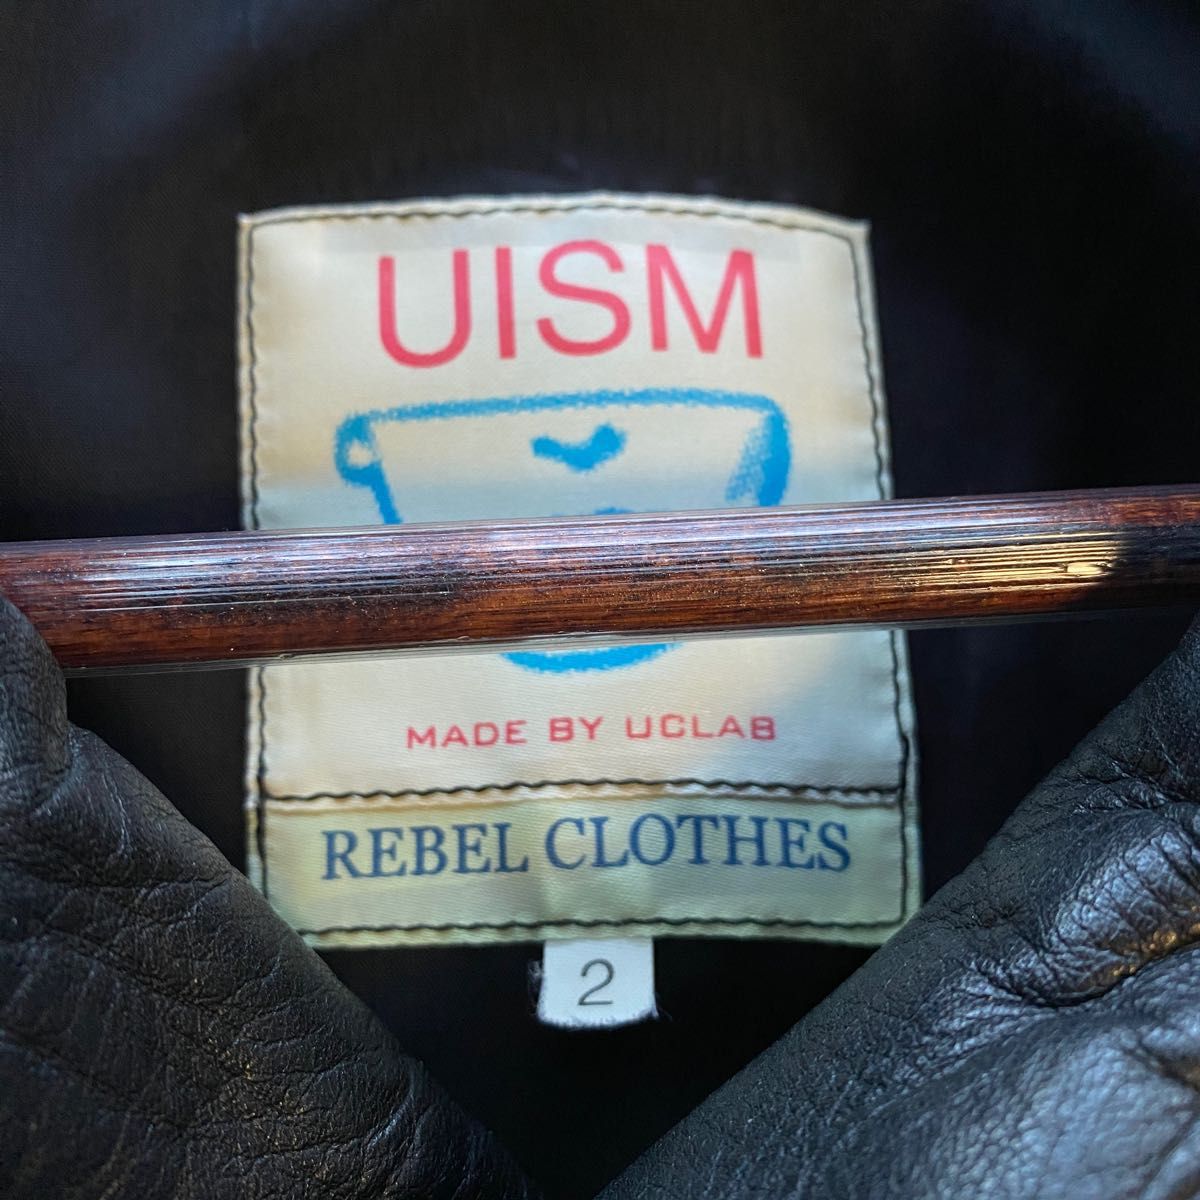 UISM
MADE BY UCLAB
REBEL CLOTHES
2